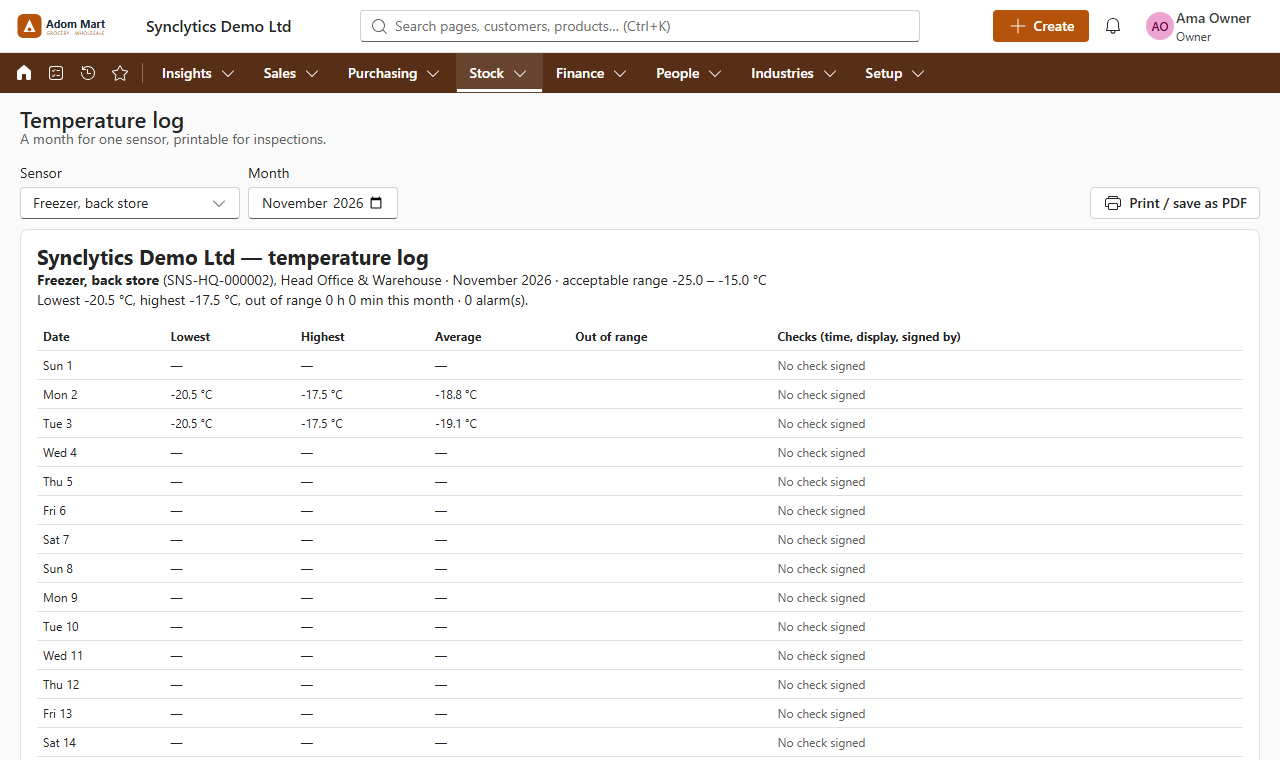 Adom Mart
GROCERY · WHOLESALE
Synclytics Demo Ltd
Search pages, customers, products... (Ctrl+K)
Create
AO
Ama Owner
Owner
Insights
Sales
Purchasing
Stock
Finance
People
Industries
Setup
Temperature log
A month for one sensor, printable for inspections.
Sensor
Month
Freezer, back store
November 2026
Print / save as PDF
Synclytics Demo Ltd — temperature log
Freezer, back store (SNS-HQ-000002), Head Office & Warehouse · November 2026 · acceptable range -25.0 – -15.0 °C
Lowest -20.5 °C, highest -17.5 °C, out of range 0 h 0 min this month · 0 alarm(s).
Date Lowest Highest Average Out of range Checks (time, display, signed by)
Sun 1 — — — No check signed
Mon 2 -20.5 °C -17.5 °C -18.8 °C No check signed
Tue 3 -20.5 °C -17.5 °C -19.1 °C No check signed
Wed 4 — — — No check signed
Thu 5 — — — No check signed
Fri 6 — — — No check signed
Sat 7 — — — No check signed
Sun 8 — — — No check signed
Mon 9 — — — No check signed
Tue 10 — — — No check signed
Wed 11 — — — No check signed
Thu 12 — — — No check signed
Fri 13 — — — No check signed
Sat 14 — — — No check signed